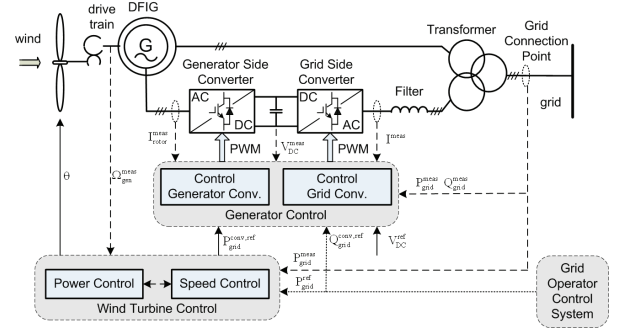 wind
drive
train
DFIG
G
Transformer
Grid
Connection
Point
grid
Generator Side
Converter
Grid Side
Converter
Filter
AC
DC
DC
AC
I_rotor^meas
PWM
V_DC^meas
PWM
I^meas
θ
Ω_gen^meas
Control
Generator Conv.
Control
Grid Conv.
Generator Control
P_grid^meas Q_grid^meas
P_grid^conv,ref
Q_grid^conv,ref
V_DC^ref
P_grid^meas
P_grid^ref
Power Control
Speed Control
Wind Turbine Control
Grid
Operator
Control
System